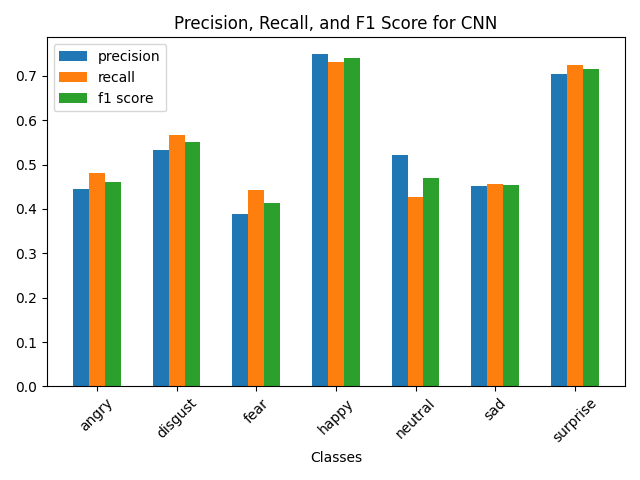 Precision, Recall, and F1 Score for CNN
precision
recall
f1 score
0.7
0.6
0.5
0.4
0.3
0.2
0.1
0.0
angry
disgust
fear
happy
neutral
sad
surprise
Classes